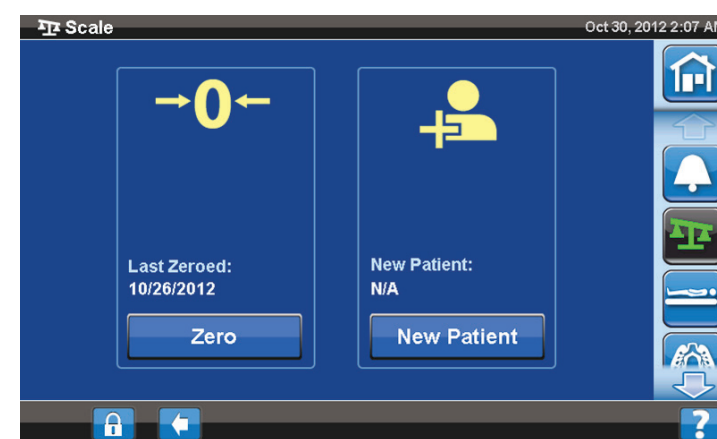 Scale
Oct 30, 2012 2:07 AM
→0←
Last Zeroed:
10/26/2012
Zero
New Patient:
N/A
New Patient
?